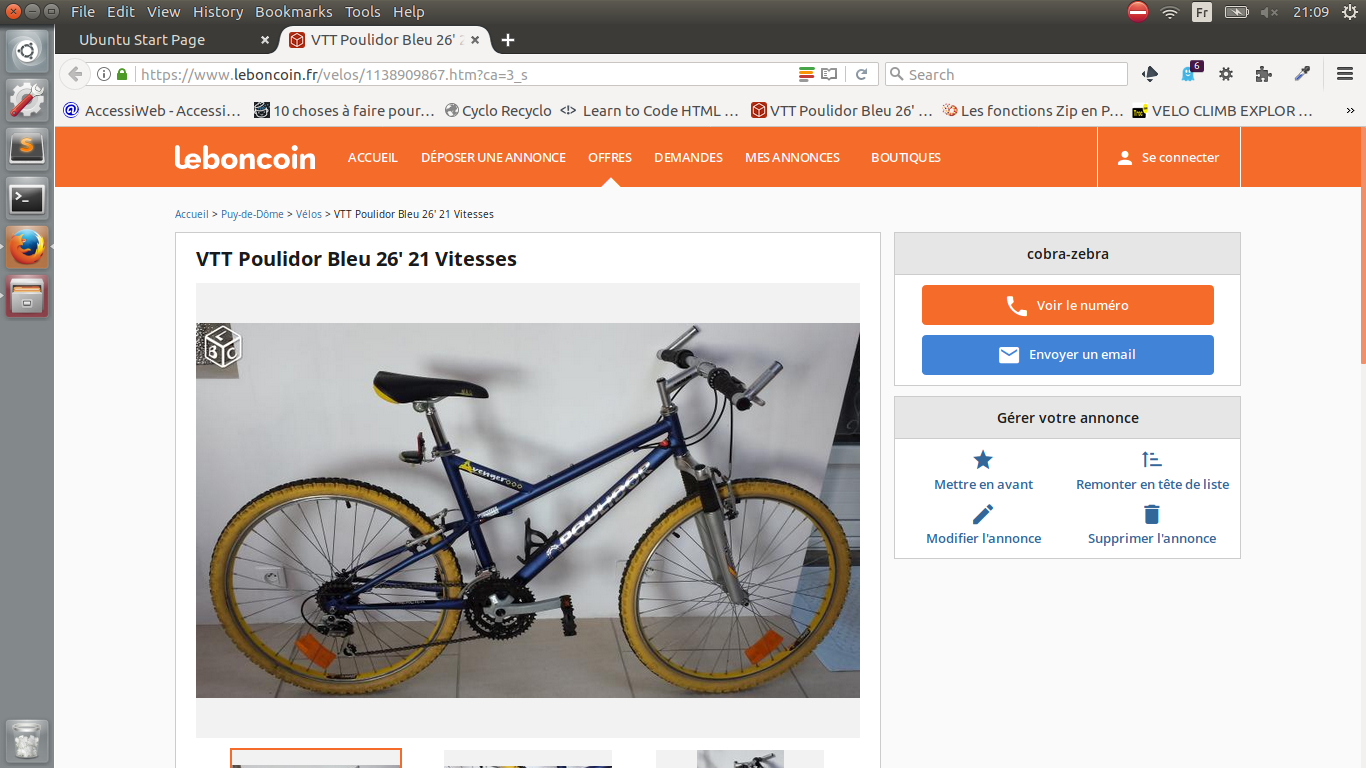 File Edit View History Bookmarks Tools Help
Fr
21:09
Ubuntu Start Page
VTT Poulidor Bleu 26' 2
https://www.leboncoin.fr/velos/1138909867.htm?ca=3_s
Search
6
AccessiWeb - Accessi...
10 choses à faire pour...
Cyclo Recyclo
Learn to Code HTML ...
VTT Poulidor Bleu 26' ...
Les fonctions Zip en P...
VELO CLIMB EXPLOR ...
leboncoin
ACCUEIL
DÉPOSER UNE ANNONCE
OFFRES
DEMANDES
MES ANNONCES
BOUTIQUES
Se connecter
Accueil > Puy-de-Dôme > Vélos > VTT Poulidor Bleu 26' 21 Vitesses
VTT Poulidor Bleu 26' 21 Vitesses
LBC
Avenger
POULIDOR
cobra-zebra
Voir le numéro
Envoyer un email
Gérer votre annonce
Mettre en avant
Remonter en tête de liste
Modifier l'annonce
Supprimer l'annonce